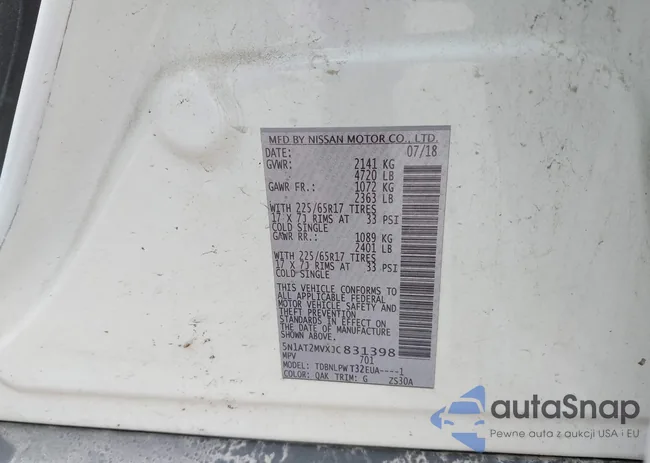 MFD BY NISSAN MOTOR CO., LTD.
DATE: 07/18
GVWR: 2141 KG
4720 LB
GAWR FR.: 1072 KG
2363 LB
WITH 225/65R17 TIRES
17 X 7J RIMS AT 33 PSI
COLD SINGLE
GAWR RR.: 1089 KG
2401 LB
WITH 225/65R17 TIRES
17 X 7J RIMS AT 33 PSI
COLD SINGLE
THIS VEHICLE CONFORMS TO
ALL APPLICABLE FEDERAL
MOTOR VEHICLE SAFETY AND
THEFT PREVENTION
STANDARDS IN EFFECT ON
THE DATE OF MANUFACTURE
SHOWN ABOVE.
5N1AT2MVXJC831398
MPV 701
MODEL: TDBNLPWT32EUA----1
COLOR: QAK TRIM: G ZS30A
autaSnap
Pewne auta z aukcji USA i EU